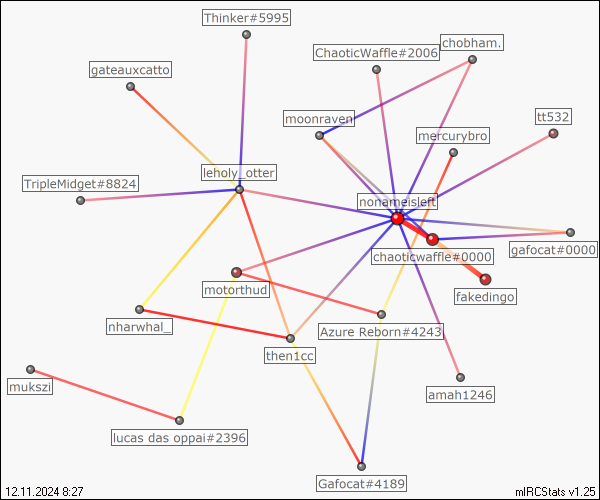 Thinker#5995
chobham.
ChaoticWaffle#2006
gateauxcatto
tt532
moonraven
mercurybro
leholy_otter
TripleMidget#8824
nonameisleft
gafocat#0000
chaoticwaffle#0000
motorthud
fakedingo
nharwhal_
Azure Reborn#4243
then1cc
mukszi
amah1246
lucas das oppai#2396
Gafocat#4189
12.11.2024 8:27
mIRCStats v1.25